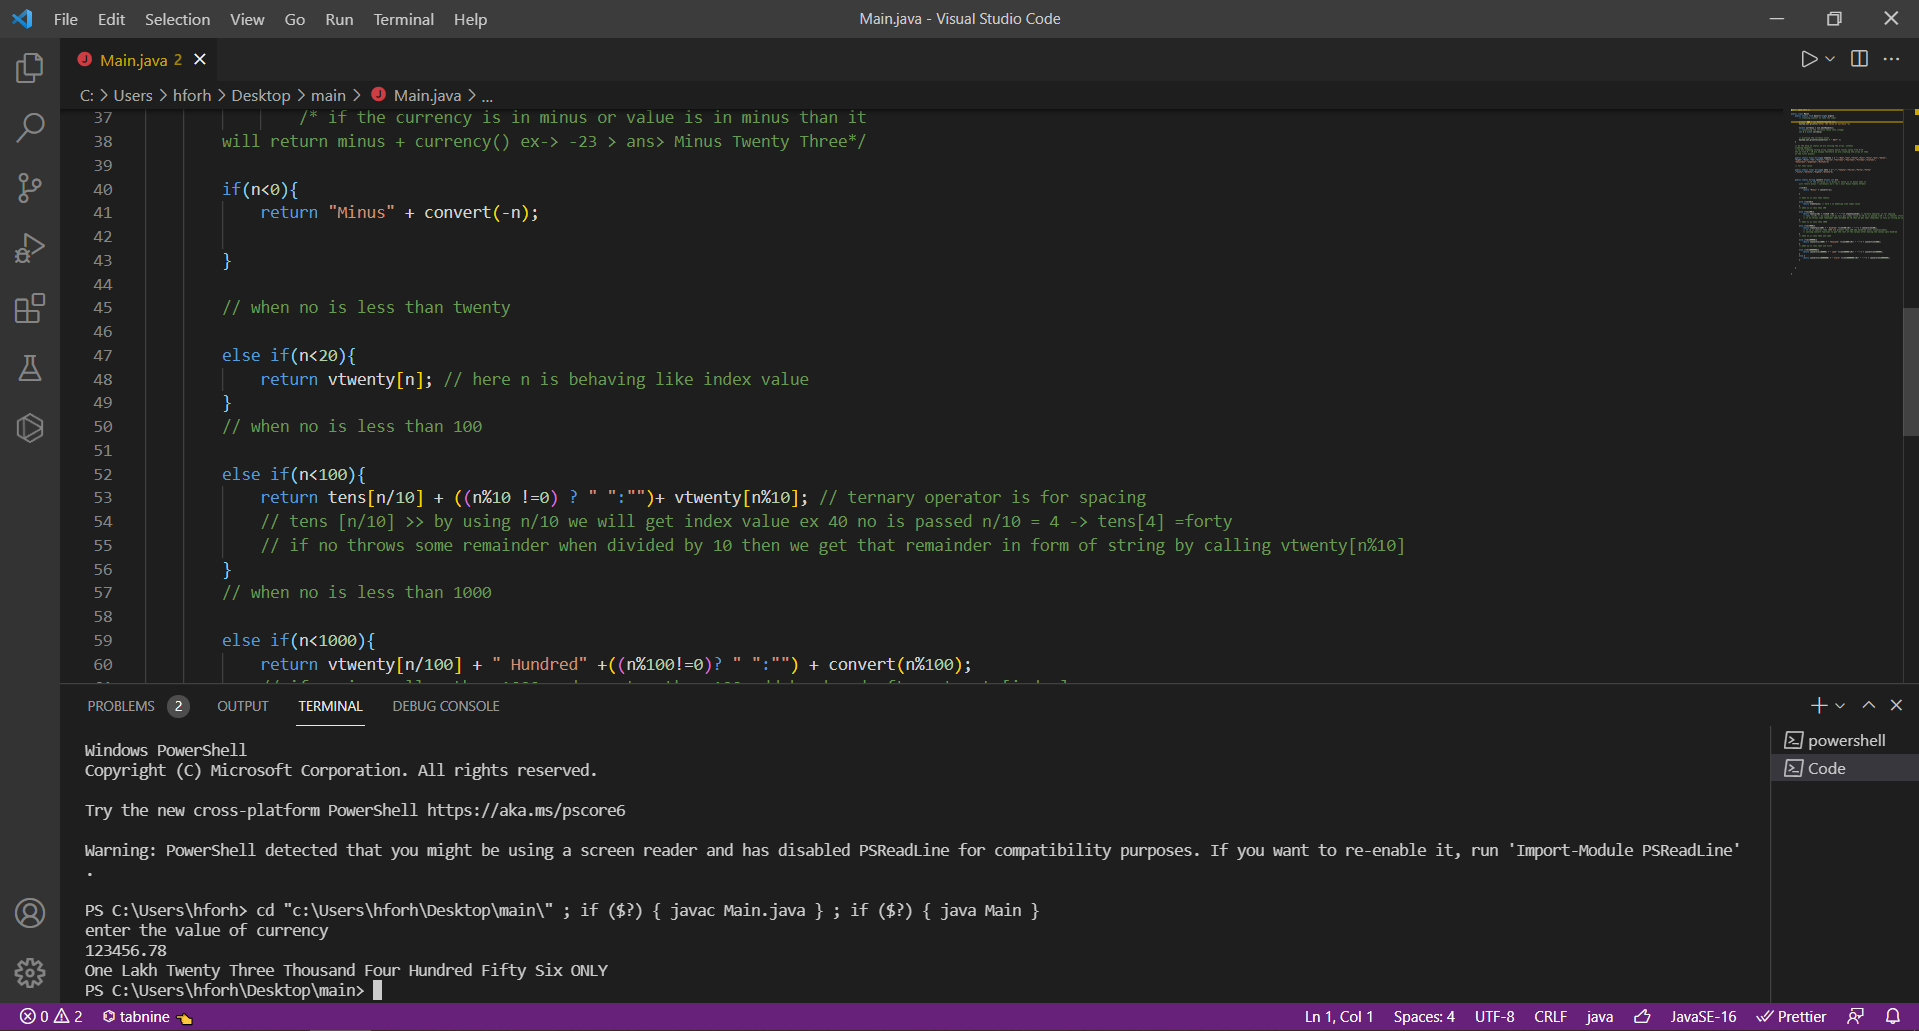 File Edit Selection View Go Run Terminal Help
Main.java - Visual Studio Code
Main.java 2
C: > Users > hforh > Desktop > main > Main.java > ...
37 /* if the currency is in minus or value is in minus than it
38 will return minus + currency() ex-> -23 > ans> Minus Twenty Three*/
39
40 if(n<0){
41 return "Minus" + convert(-n);
42
43 }
44
45 // when no is less than twenty
46
47 else if(n<20){
48 return vtwenty[n]; // here n is behaving like index value
49 }
50 // when no is less than 100
51
52 else if(n<100){
53 return tens[n/10] + ((n%10 !=0) ? " ":"")+ vtwenty[n%10]; // ternary operator is for spacing
54 // tens [n/10] >> by using n/10 we will get index value ex 40 no is passed n/10 = 4 -> tens[4] =forty
55 // if no throws some remainder when divided by 10 then we get that remainder in form of string by calling vtwenty[n%10]
56 }
57 // when no is less than 1000
58
59 else if(n<1000){
60 return vtwenty[n/100] + " Hundred" +((n%100!=0)? " ":"") + convert(n%100);
PROBLEMS 2 OUTPUT TERMINAL DEBUG CONSOLE
Windows PowerShell
Copyright (C) Microsoft Corporation. All rights reserved.
Try the new cross-platform PowerShell https://aka.ms/pscore6
Warning: PowerShell detected that you might be using a screen reader and has disabled PSReadLine for compatibility purposes. If you want to re-enable it, run 'Import-Module PSReadLine'
.
PS C:\Users\hforh> cd "c:\Users\hforh\Desktop\main\" ; if ($?) { javac Main.java } ; if ($?) { java Main }
enter the value of currency
123456.78
One Lakh Twenty Three Thousand Four Hundred Fifty Six ONLY
PS C:\Users\hforh\Desktop\main>
powershell
Code
0 2 tabnine
Ln 1, Col 1 Spaces: 4 UTF-8 CRLF java JavaSE-16 Prettier